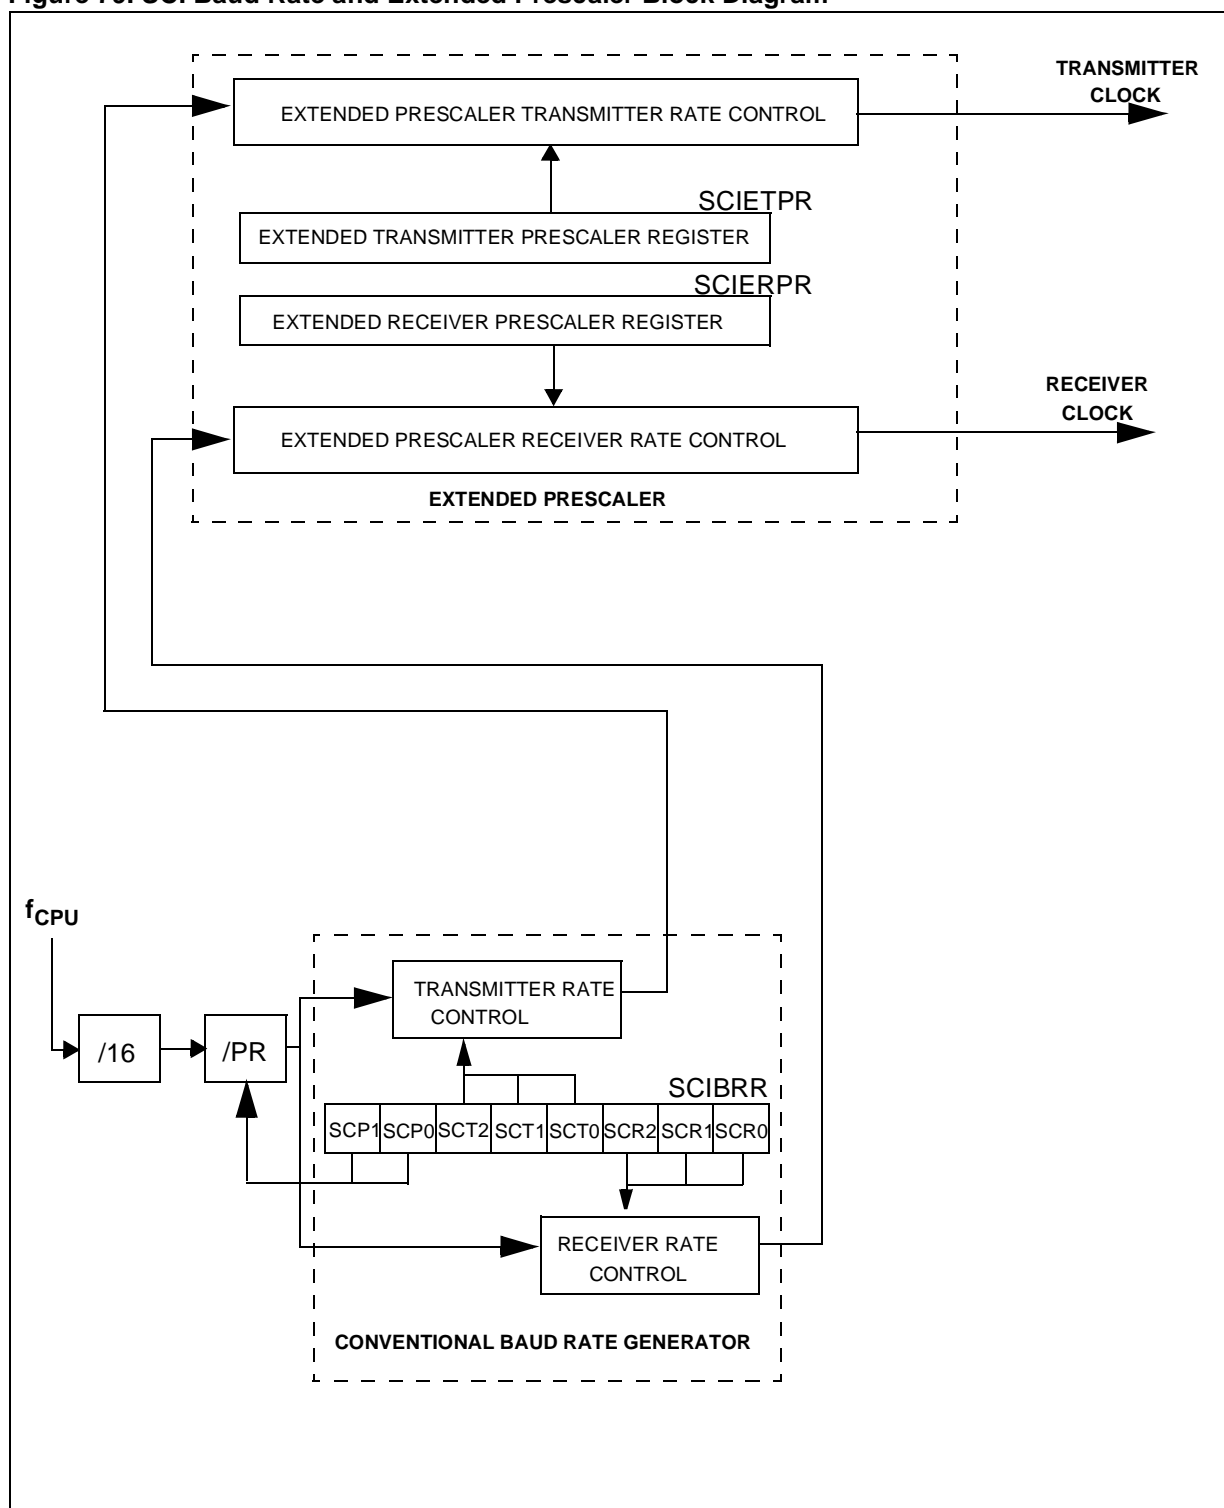 TRANSMITTER
CLOCK
EXTENDED PRESCALER TRANSMITTER RATE CONTROL
SCIETPR
EXTENDED TRANSMITTER PRESCALER REGISTER
SCIERPR
EXTENDED RECEIVER PRESCALER REGISTER
RECEIVER
CLOCK
EXTENDED PRESCALER RECEIVER RATE CONTROL
EXTENDED PRESCALER
fCPU
TRANSMITTER RATE
CONTROL
/16
/PR
SCIBRR
SCP1 SCP0 SCT2 SCT1 SCT0 SCR2 SCR1 SCR0
RECEIVER RATE
CONTROL
CONVENTIONAL BAUD RATE GENERATOR